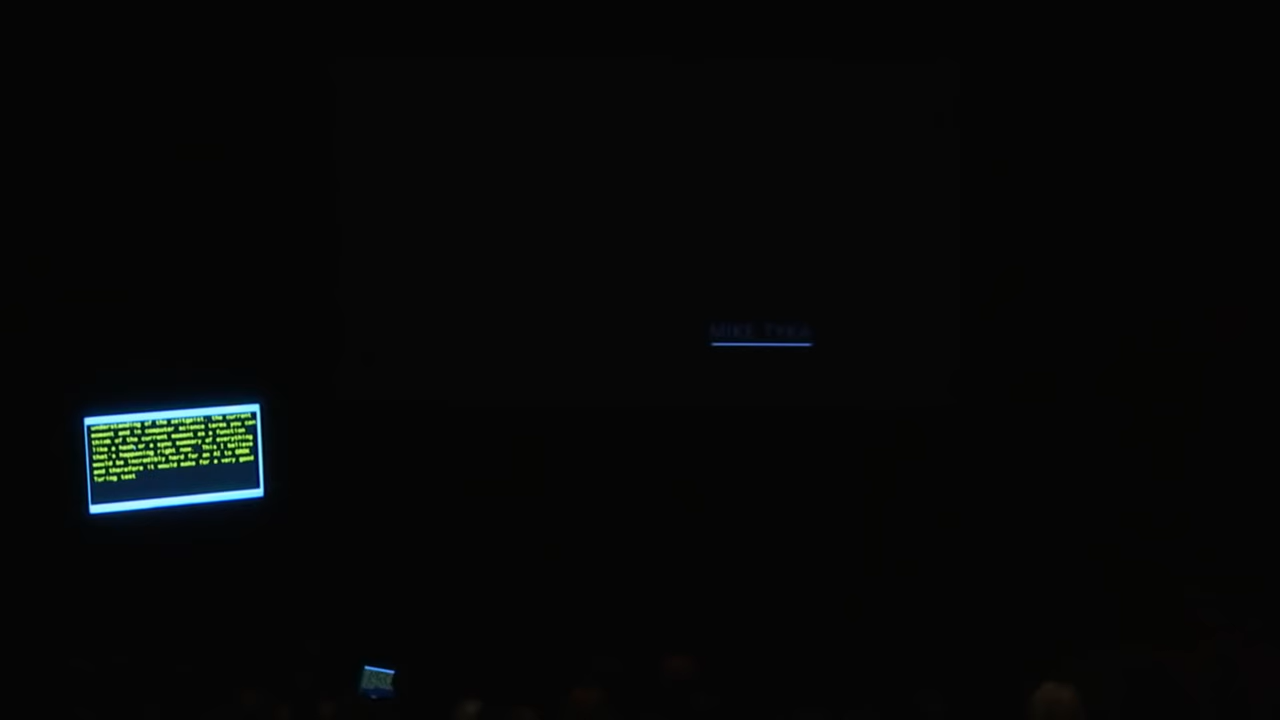 MIKE TYKA
understanding of the zeitgeist. the current
moment and in computer science terms you can
think of the current moment as a function
like a hash or a sync summary of everything
that's happening right now. This I believe
would be incredibly hard for an AI to GROK
and therefore it would make for a very good
Turing test